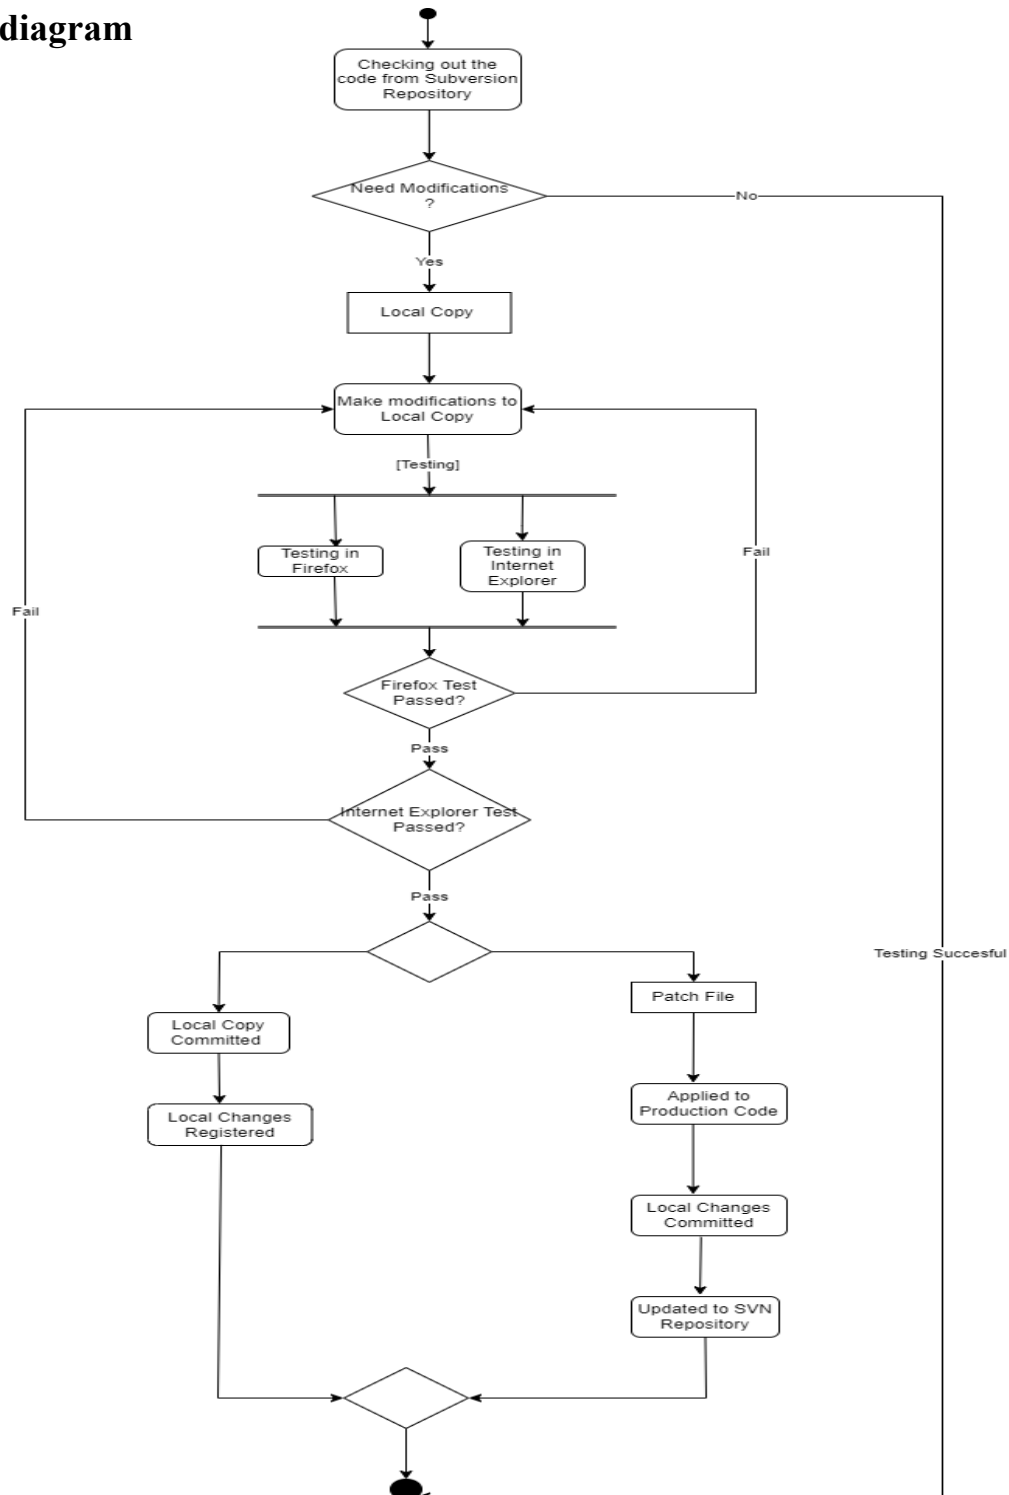 diagram
Checking out the
code from Subversion
Repository
Need Modifications
?
No
Yes
Local Copy
Make modifications to
Local Copy
[Testing]
Testing in
Firefox
Testing in
Internet
Explorer
Fail
Fail
Firefox Test
Passed?
Pass
Internet Explorer Test
Passed?
Pass
Testing Succesful
Patch File
Local Copy
Committed
Applied to
Production Code
Local Changes
Registered
Local Changes
Committed
Updated to SVN
Repository